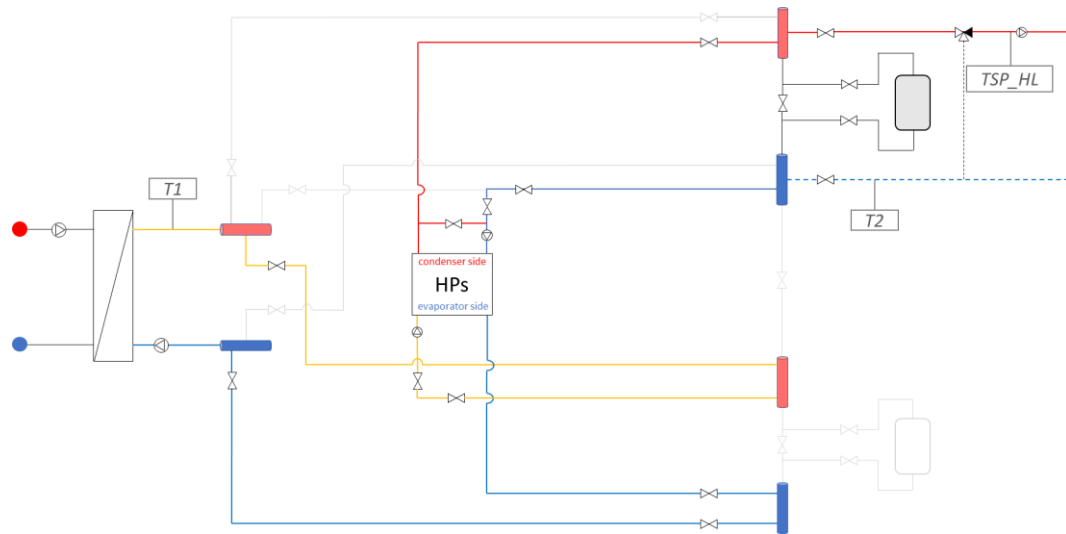 TSP_HL
T1
T2
condenser side
HPs
evaporator side